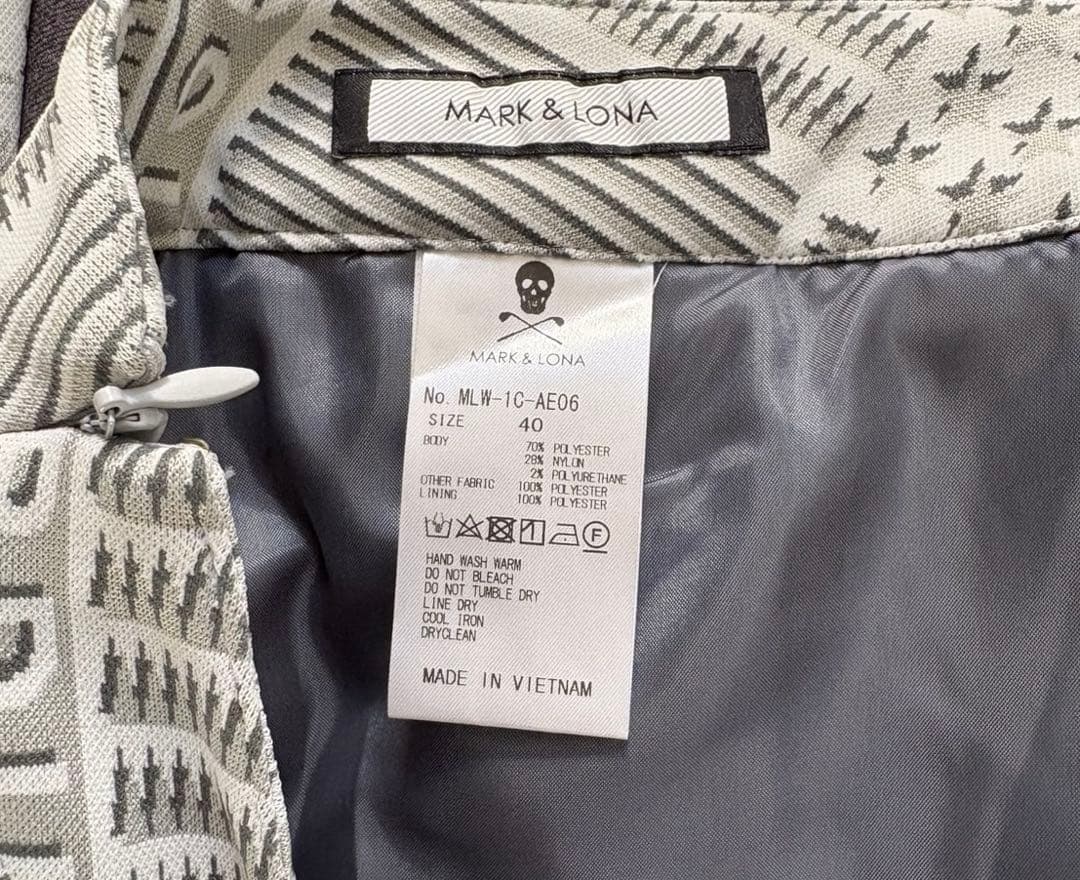 MARK & LONA
MARK & LONA
No. MLW-1C-AE06
SIZE 40
BODY 70% POLYESTER
28% NYLON
2% POLYURETHANE
OTHER FABRIC 100% POLYESTER
LINING 100% POLYESTER
F
HAND WASH WARM
DO NOT BLEACH
DO NOT TUMBLE DRY
LINE DRY
COOL IRON
DRYCLEAN
MADE IN VIETNAM